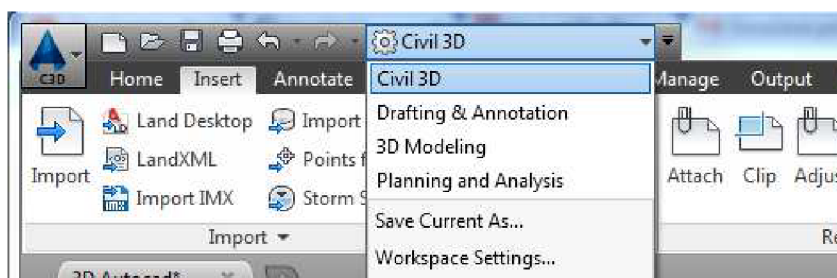 Civil 3D
C3D
Home Insert Annotate
Civil 3D
Manage Output
Drafting & Annotation
3D Modeling
Planning and Analysis
Save Current As...
Workspace Settings...
Import
Land Desktop
LandXML
Import IMX
Import
Points
Storm
Attach Clip
Import